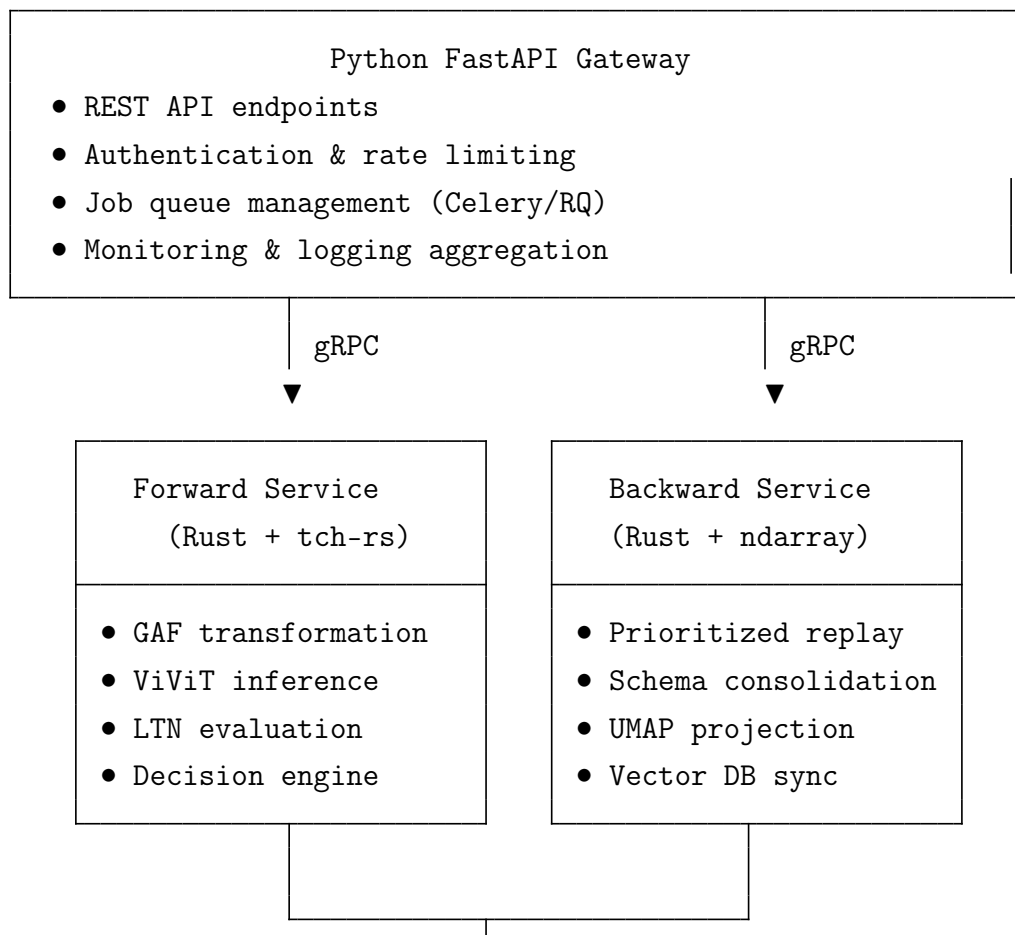 Python FastAPI Gateway
• REST API endpoints
• Authentication & rate limiting
• Job queue management (Celery/RQ)
• Monitoring & logging aggregation
gRPC
gRPC
Forward Service
(Rust + tch-rs)
• GAF transformation
• ViViT inference
• LTN evaluation
• Decision engine
Backward Service
(Rust + ndarray)
• Prioritized replay
• Schema consolidation
• UMAP projection
• Vector DB sync